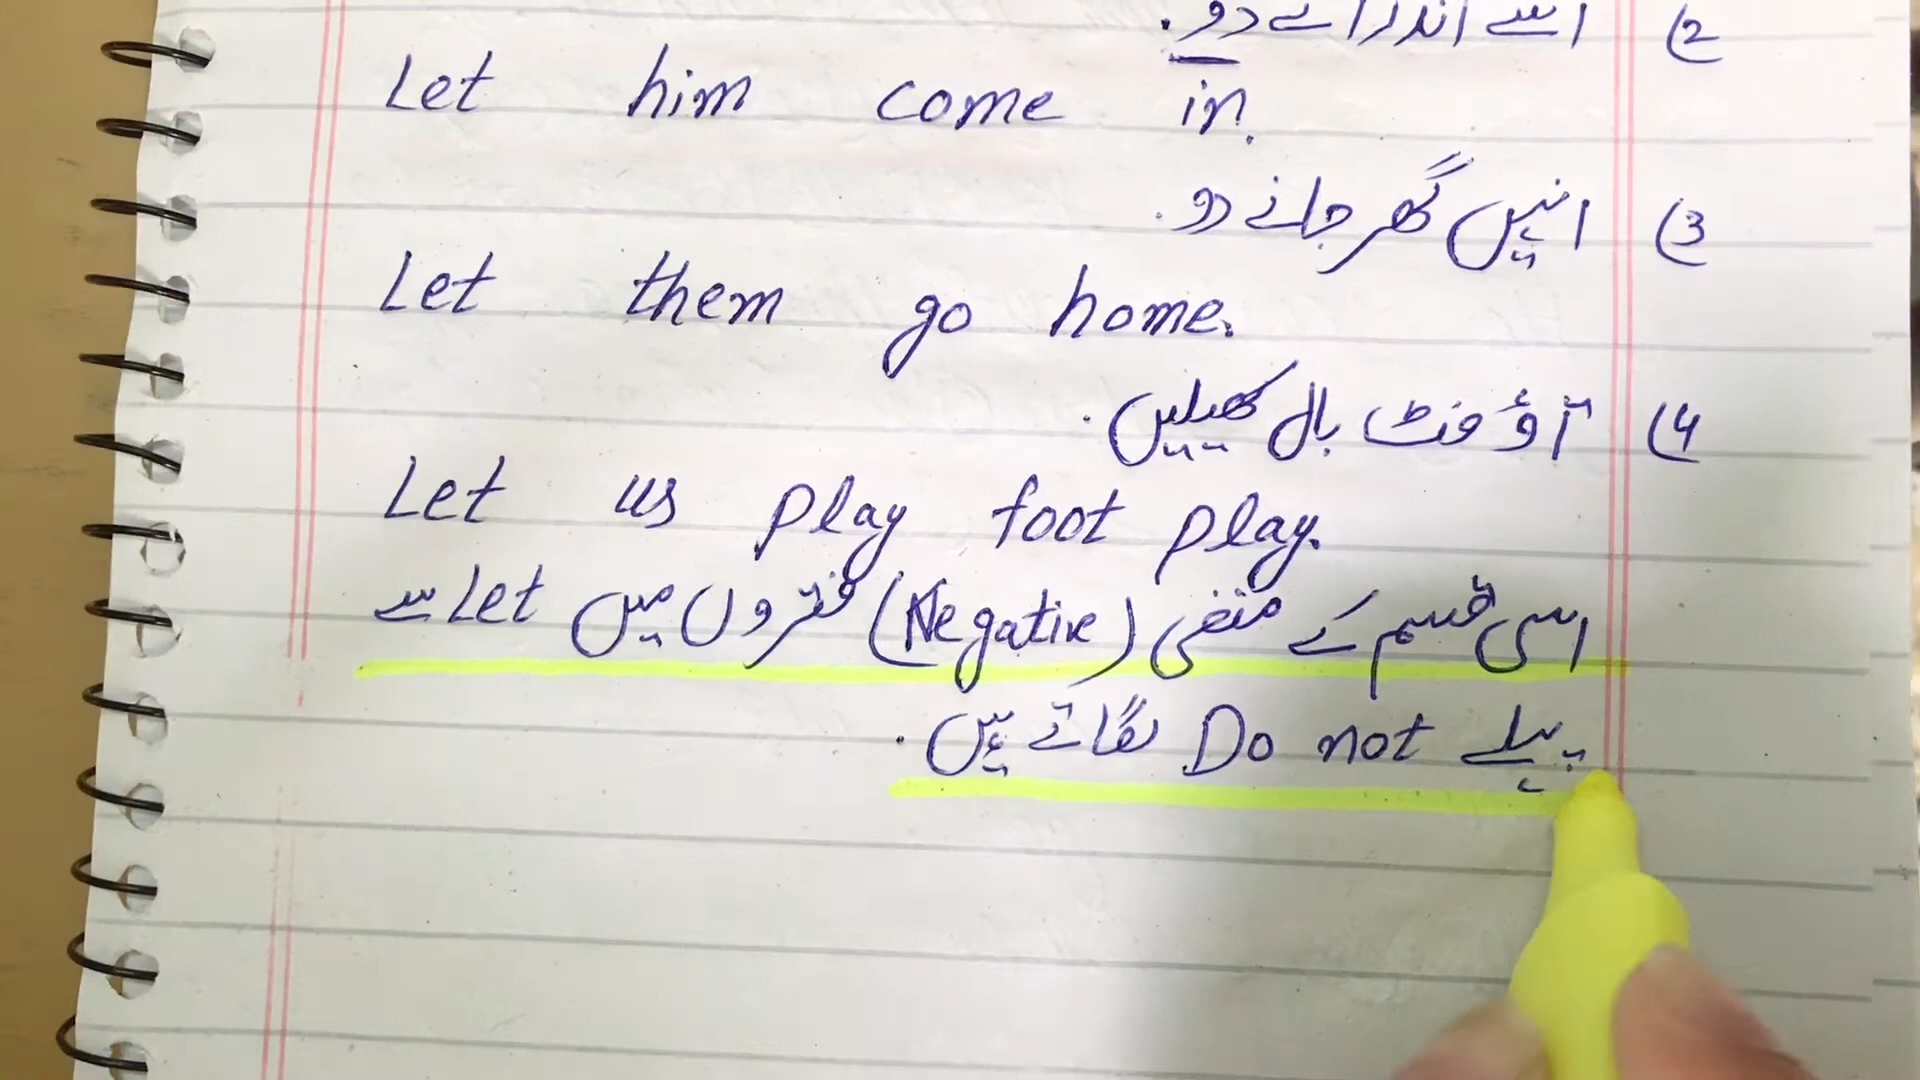 2) اسے اندر آنے دو۔
Let him come in.
3) انہیں گھر جانے دو۔
Let them go home.
4) آؤ فٹ بال کھیلیں۔
Let us play foot play.
اسی قسم کے منفی (Negative) فقروں میں Let سے
پہلے Do not لگاتے ہیں۔